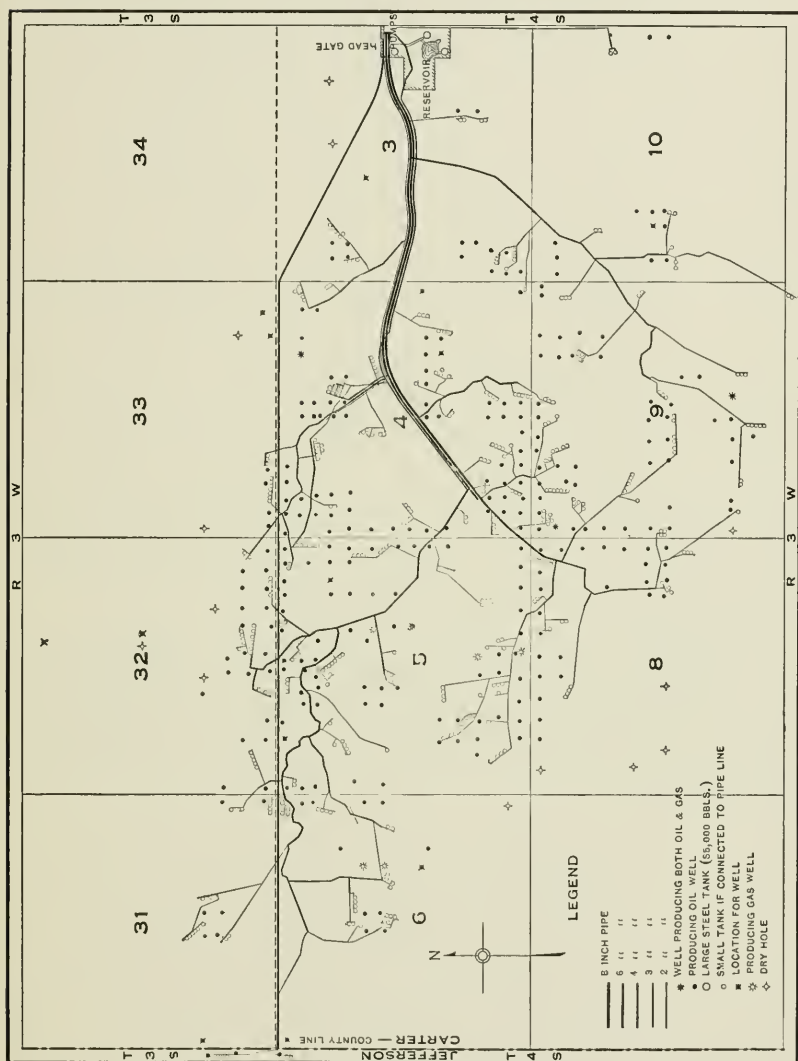 T 3 S
T 4 S
31
32
33
34
R 3 W
R 3 W
HEAD GATE
PUMPS
RESERVOIR
6
5
4
3
8
9
10
CARTER — COUNTY LINE
JEFFERSON
T 3 S
T 4 S
N
LEGEND
8 INCH PIPE
6 〃 〃
4 〃 〃
3 〃 〃
2 〃 〃
WELL PRODUCING BOTH OIL & GAS
PRODUCING OIL WELL
LARGE STEEL TANK (55,000 BBLS.)
SMALL TANK IF CONNECTED TO PIPE LINE
LOCATION FOR WELL
PRODUCING GAS WELL
DRY HOLE